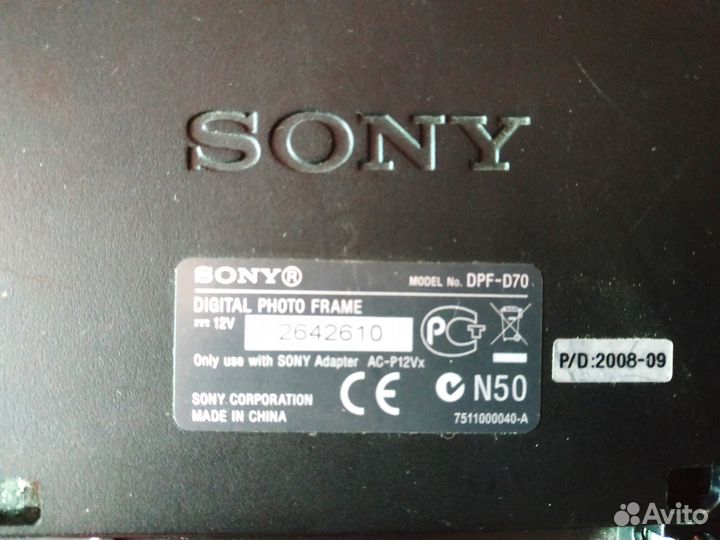 SONY
SONY®
MODEL No. DPF-D70
DIGITAL PHOTO FRAME
⎓ 12V
2642610
Only use with SONY Adapter AC-P12Vx
SONY CORPORATION
MADE IN CHINA
CE
N50
7511000040-A
P/D:2008-09
Avito